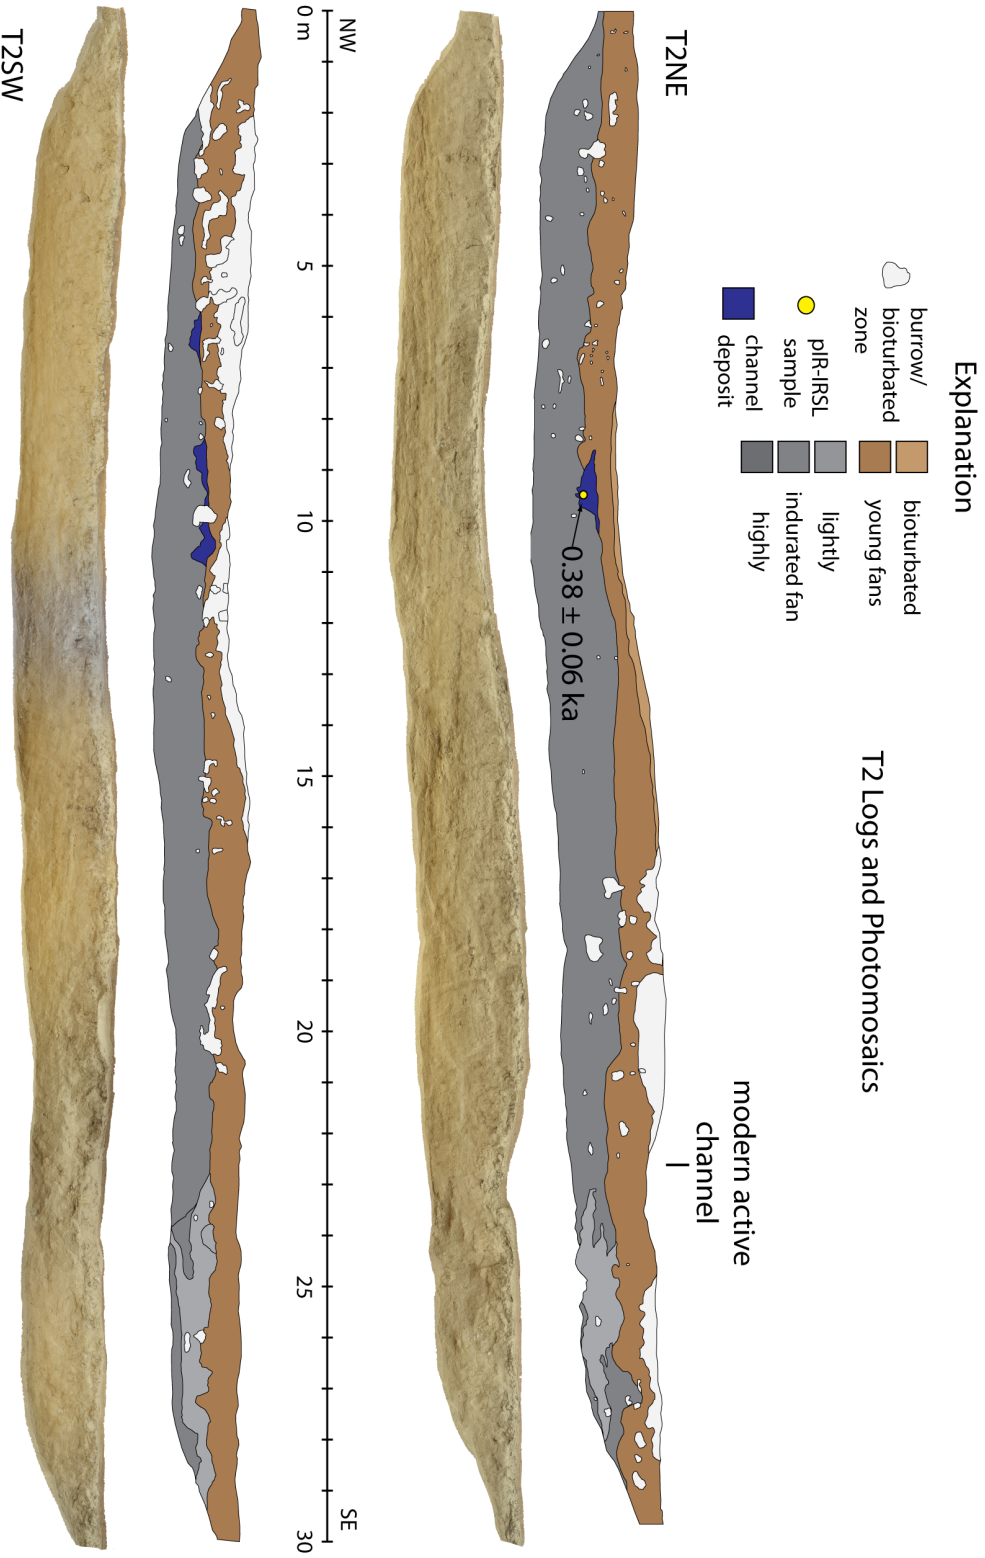 T2 Logs and Photomosaics
Explanation
burrow/
bioturbated
zone
pIR-IRSL
sample
channel
deposit
bioturbated
young fans
lightly
indurated fan
highly
modern active
channel
T2NE
0.38 ± 0.06 ka
NW
SE
0 m
5
10
15
20
25
30
T2SW